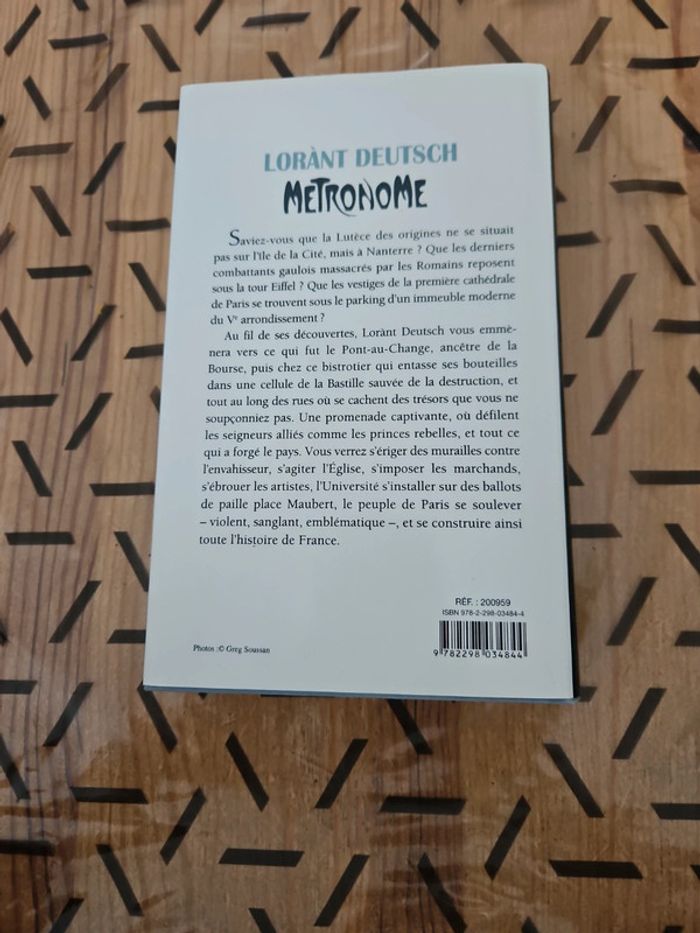 LORÀNT DEUTSCH
METRONOME
Saviez-vous que la Lutèce des origines ne se situait
pas sur l'île de la Cité, mais à Nanterre ? Que les derniers
combattants gaulois massacrés par les Romains reposent
sous la tour Eiffel ? Que les vestiges de la première cathédrale
de Paris se trouvent sous le parking d'un immeuble moderne
du Vᵉ arrondissement ?
Au fil de ses découvertes, Lorànt Deutsch vous emmè-
nera vers ce qui fut le Pont-au-Change, ancêtre de la
Bourse, puis chez ce bistrotier qui entasse ses bouteilles
dans une cellule de la Bastille sauvée de la destruction, et
tout au long des rues où se cachent des trésors que vous ne
soupçonniez pas. Une promenade captivante, où défilent
les seigneurs alliés comme les princes rebelles, et tout ce
qui a forgé le pays. Vous verrez s'ériger des murailles contre
l'envahisseur, s'agiter l'Église, s'imposer les marchands,
s'ébrouer les artistes, l'Université s'installer sur des ballots
de paille place Maubert, le peuple de Paris se soulever
– violent, sanglant, emblématique –, et se construire ainsi
toute l'histoire de France.
RÉF. : 200959
ISBN 978-2-298-03484-4
9 782298 034844
Photos :© Greg Soussan